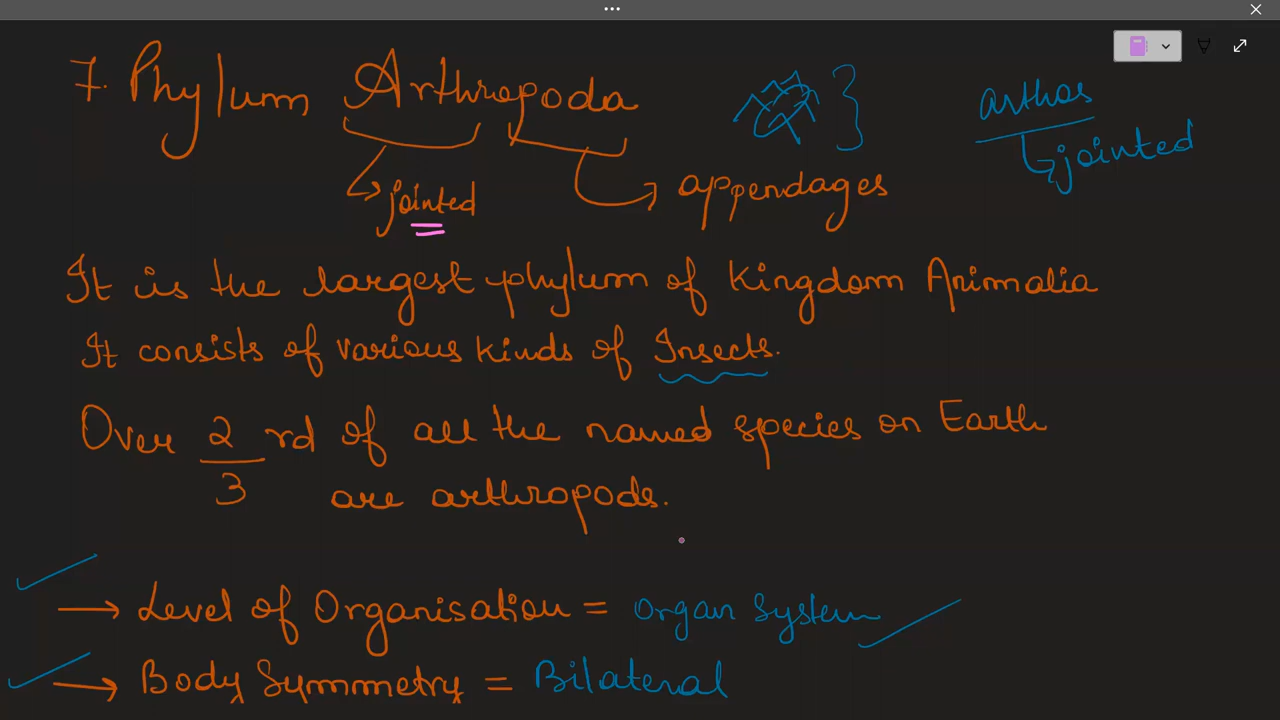 7. Phylum Arthropoda
arthos
jointed
jointed
appendages
It is the largest phylum of Kingdom Animalia
It consists of various kinds of Insects.
Over 2/3 rd of all the named species on Earth
are arthropods.
→ Level of Organisation = Organ System
→ Body Symmetry = Bilateral